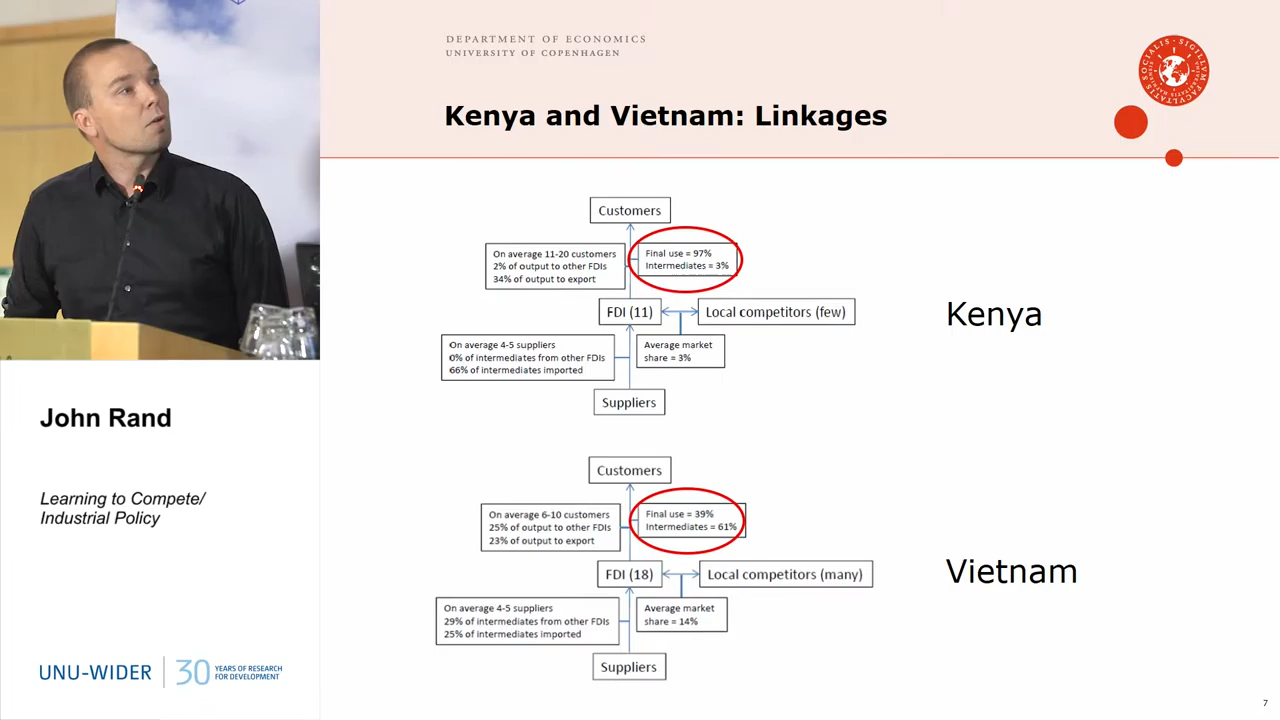 DEPARTMENT OF ECONOMICS
UNIVERSITY OF COPENHAGEN
Kenya and Vietnam: Linkages
Customers
On average 11-20 customers
2% of output to other FDIs
34% of output to export
Final use = 97%
Intermediates = 3%
FDI (11)
Local competitors (few)
Kenya
On average 4-5 suppliers
0% of intermediates from other FDIs
66% of intermediates imported
Average market
share = 3%
Suppliers
Customers
On average 6-10 customers
25% of output to other FDIs
23% of output to export
Final use = 39%
Intermediates = 61%
FDI (18)
Local competitors (many)
Vietnam
On average 4-5 suppliers
29% of intermediates from other FDIs
25% of intermediates imported
Average market
share = 14%
Suppliers
7
John Rand
Learning to Compete/
Industrial Policy
UNU-WIDER
30
YEARS OF RESEARCH
FOR DEVELOPMENT